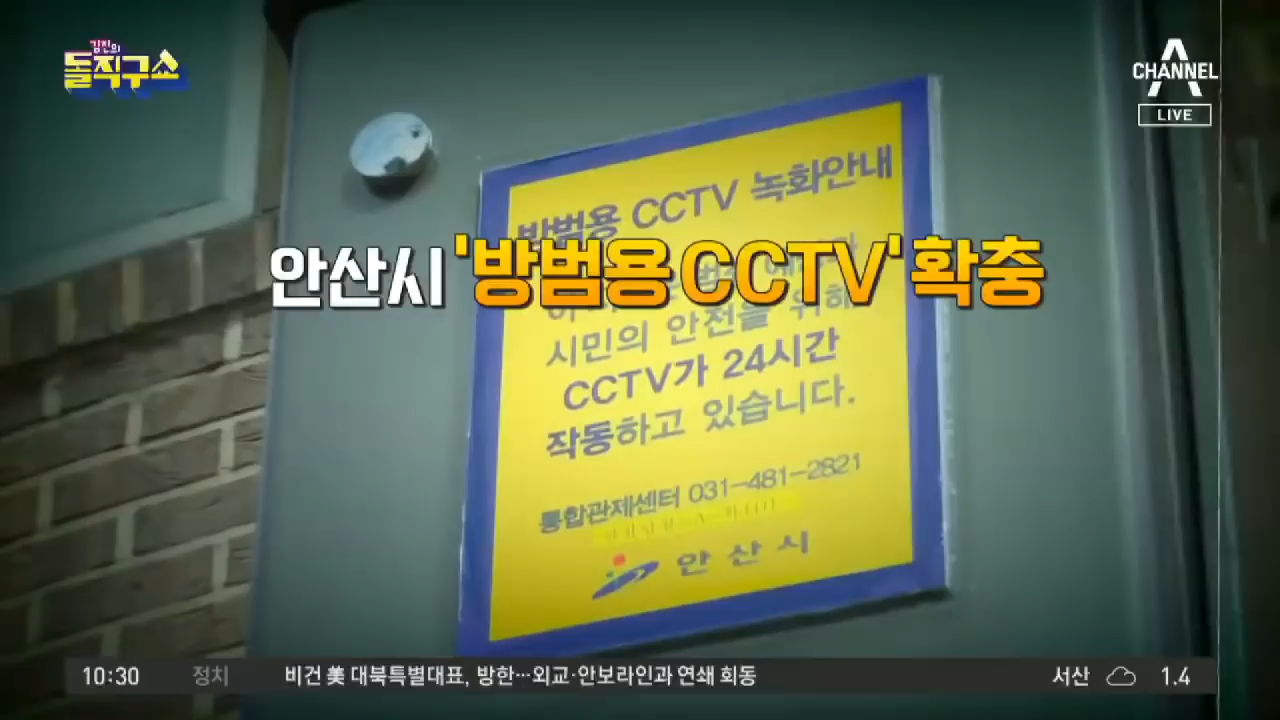 김진의
돌직구쇼
CHANNEL
LIVE
방범용 CCTV 녹화안내
안산시 '방범용 CCTV' 확충
시민의 안전을 위해
CCTV가 24시간
작동하고 있습니다.
통합관제센터 031-481-2821
안산시
10:30 정치 비건 美 대북특별대표, 방한…외교·안보라인과 연쇄 회동 서산 1.4